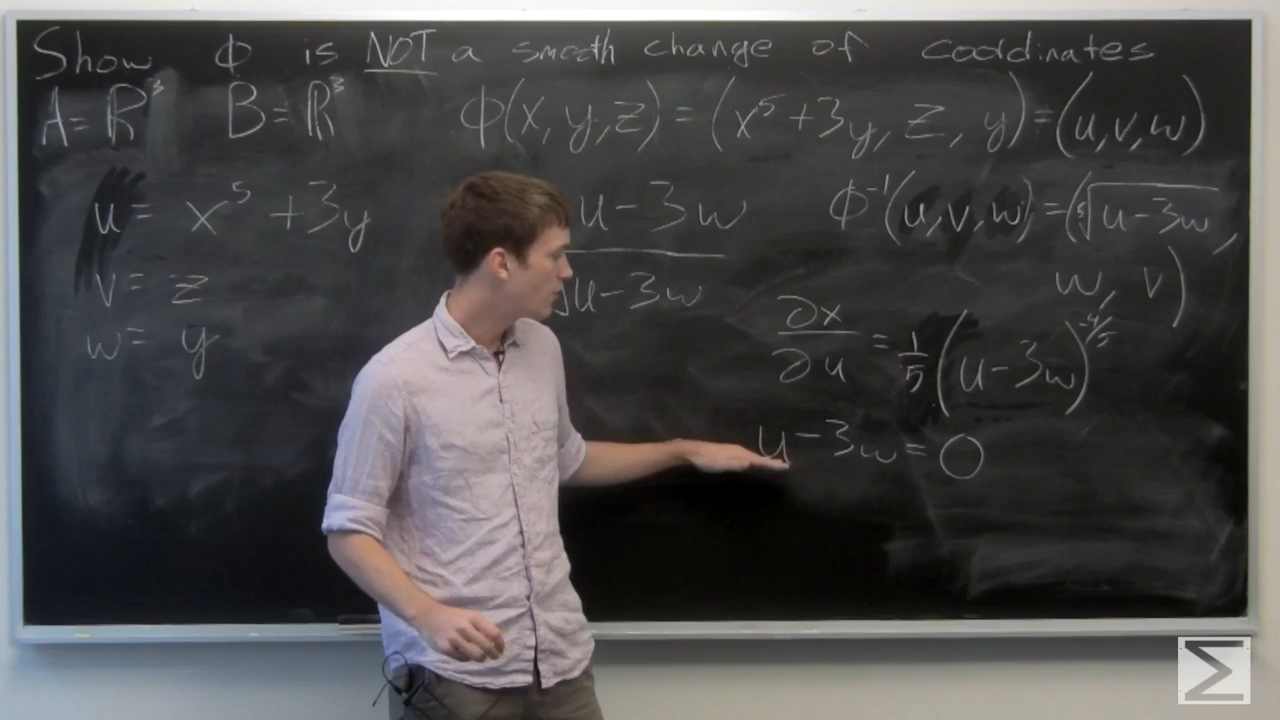 Show Φ is NOT a smooth change of coordinates
A = ℝ³ B = ℝ³ Φ(x, y, z) = (x⁵ + 3y, z, y) = (u, v, w)
u = x⁵ + 3y
v = z
w = y
u - 3w
u - 3w
Φ⁻¹(u, v, w) = (⁵√(u - 3w),
w, v)
∂x/∂u = 1/5 (u - 3w)^(-4/5)
u - 3w = 0
Σ